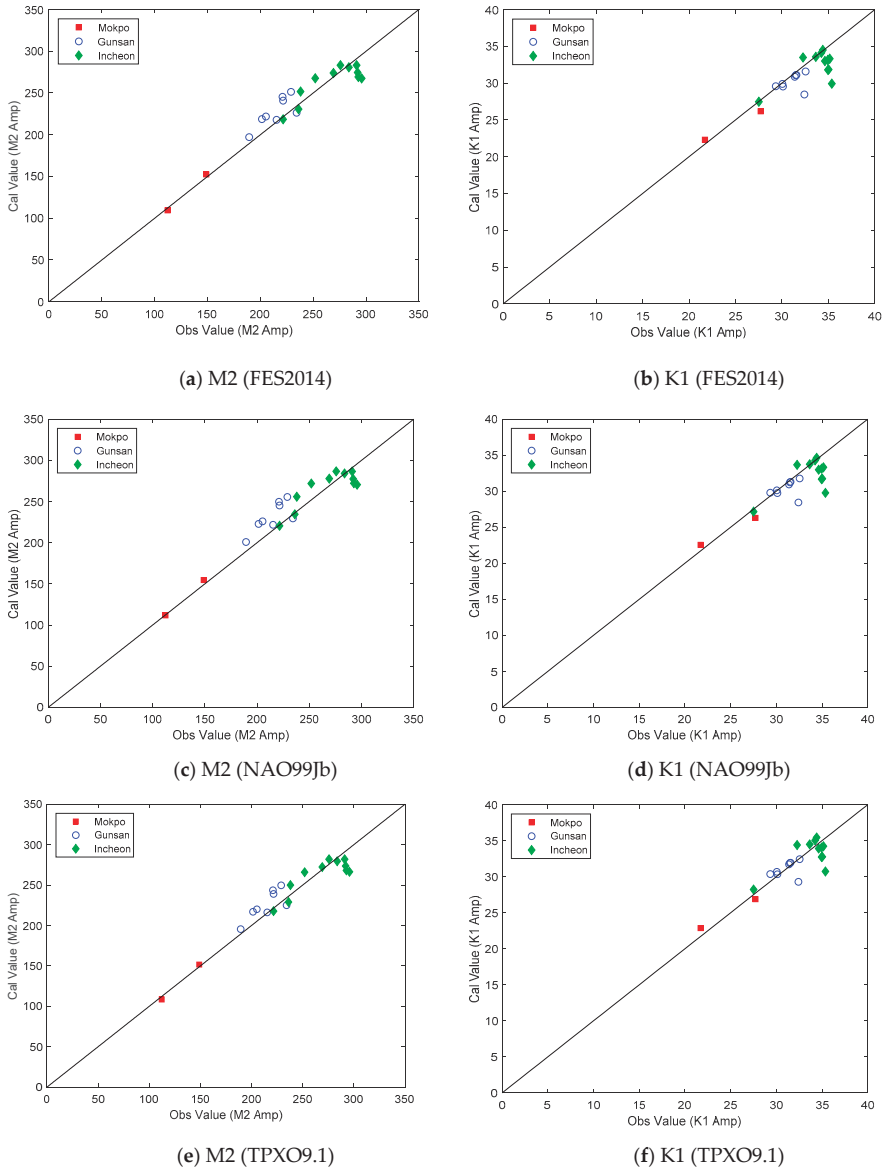 350
300
250
200
150
100
50
0
Cal Value (M2 Amp)
Mokpo
Gunsan
Incheon
0 50 100 150 200 250 300 350
Obs Value (M2 Amp)
(a) M2 (FES2014)
40
35
30
25
20
15
10
5
0
Cal Value (K1 Amp)
Mokpo
Gunsan
Incheon
0 5 10 15 20 25 30 35 40
Obs Value (K1 Amp)
(b) K1 (FES2014)
350
300
250
200
150
100
50
0
Cal Value (M2 Amp)
Mokpo
Gunsan
Incheon
0 50 100 150 200 250 300 350
Obs Value (M2 Amp)
(c) M2 (NAO99Jb)
40
35
30
25
20
15
10
5
0
Cal Value (K1 Amp)
Mokpo
Gunsan
Incheon
0 5 10 15 20 25 30 35 40
Obs Value (K1 Amp)
(d) K1 (NAO99Jb)
350
300
250
200
150
100
50
0
Cal Value (M2 Amp)
Mokpo
Gunsan
Incheon
0 50 100 150 200 250 300 350
Obs Value (M2 Amp)
(e) M2 (TPXO9.1)
40
35
30
25
20
15
10
5
0
Cal Value (K1 Amp)
Mokpo
Gunsan
Incheon
0 5 10 15 20 25 30 35 40
Obs Value (K1 Amp)
(f) K1 (TPXO9.1)